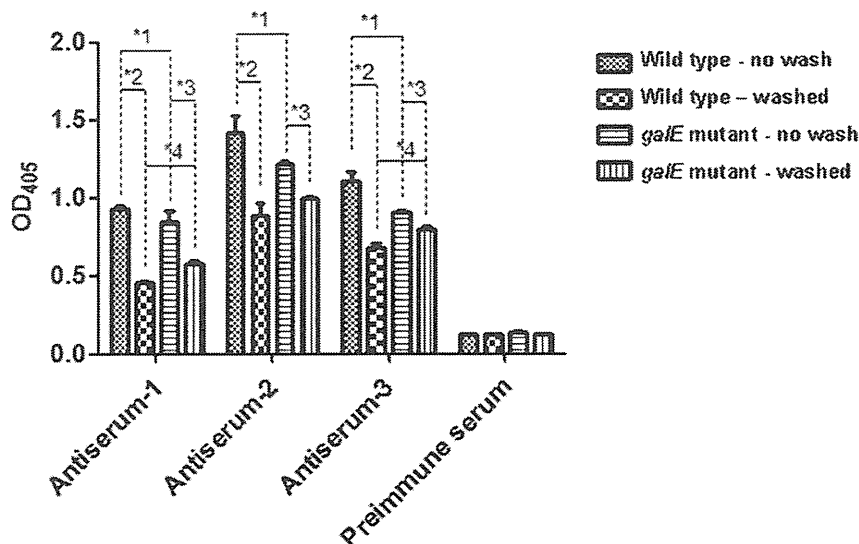 2.0
1.5
1.0
0.5
0.0
OD405
*1
*2
*3
*4
*1
*2
*3
*1
*2
*3
*4
Antiserum-1
Antiserum-2
Antiserum-3
Preimmune serum
Wild type - no wash
Wild type – washed
galE mutant - no wash
galE mutant - washed